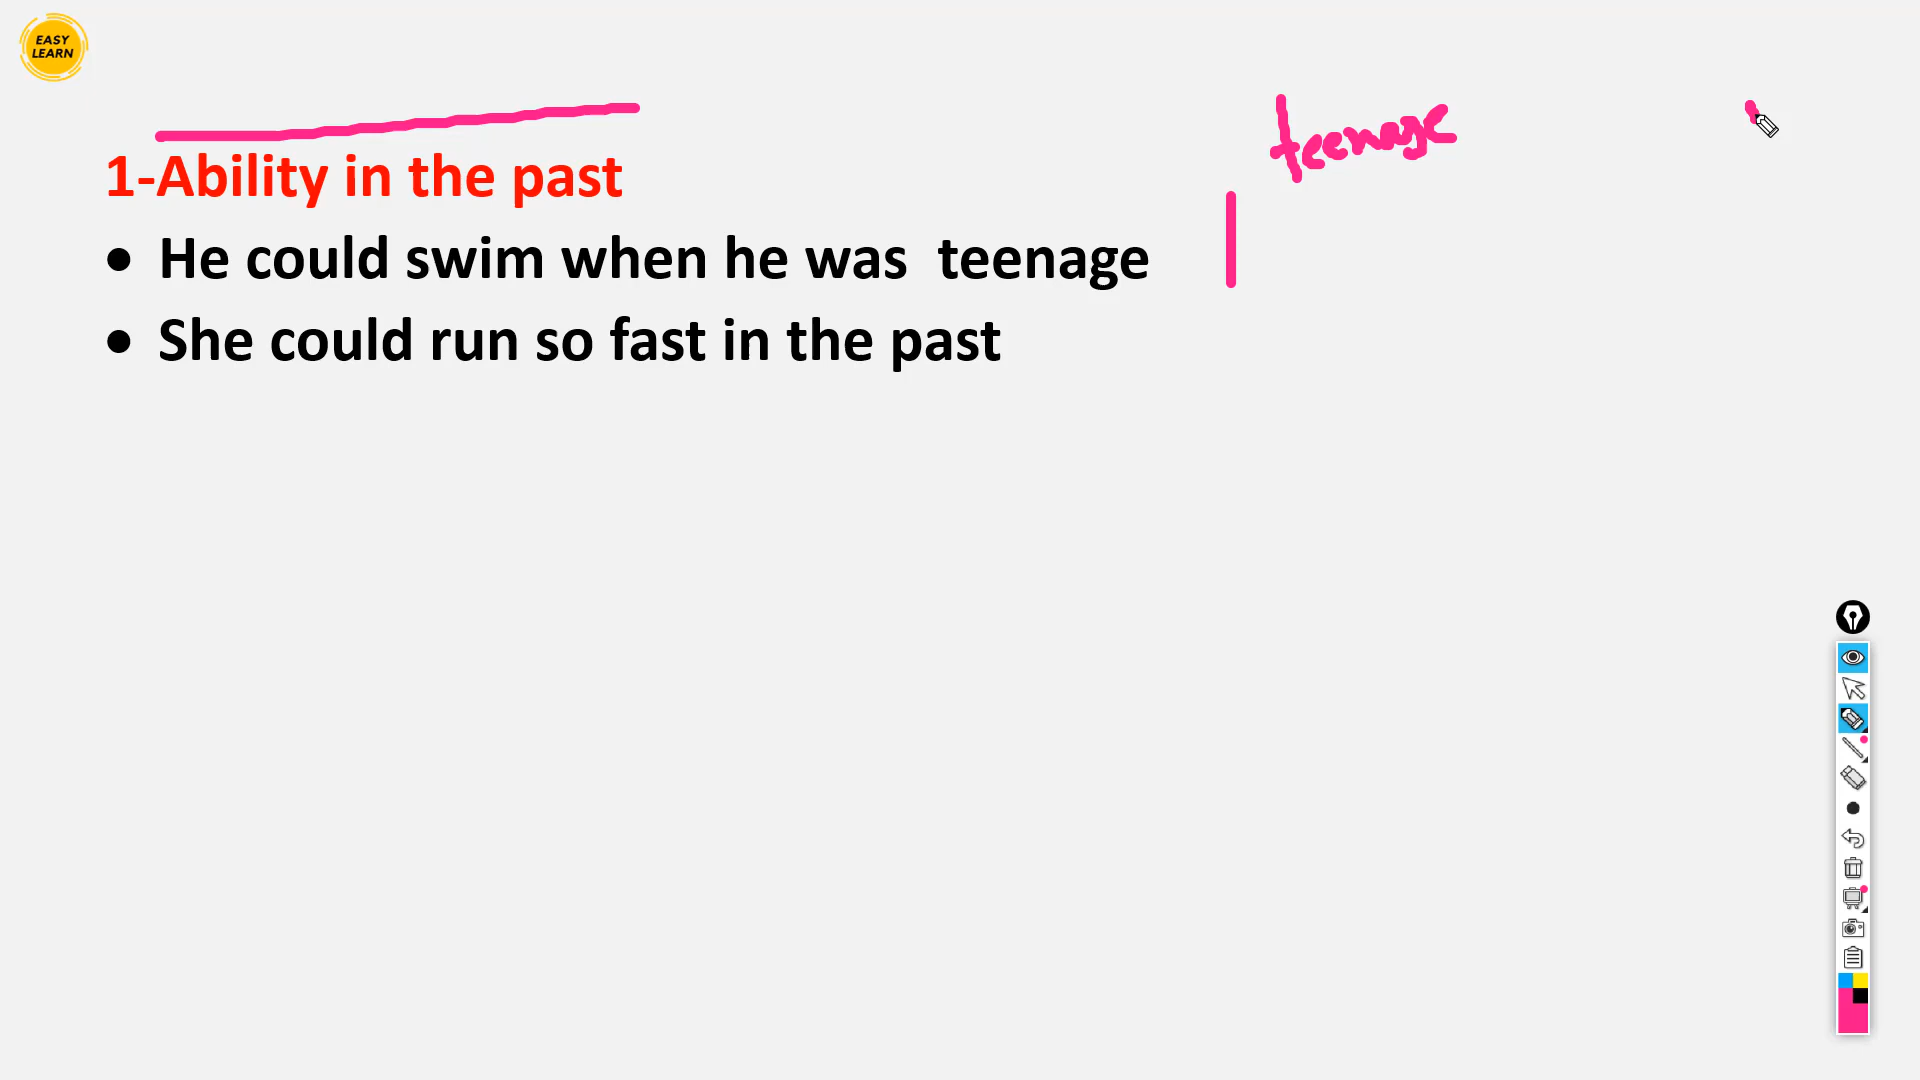 EASY
LEARN
teenage
1-Ability in the past
• He could swim when he was  teenage
• She could run so fast in the past